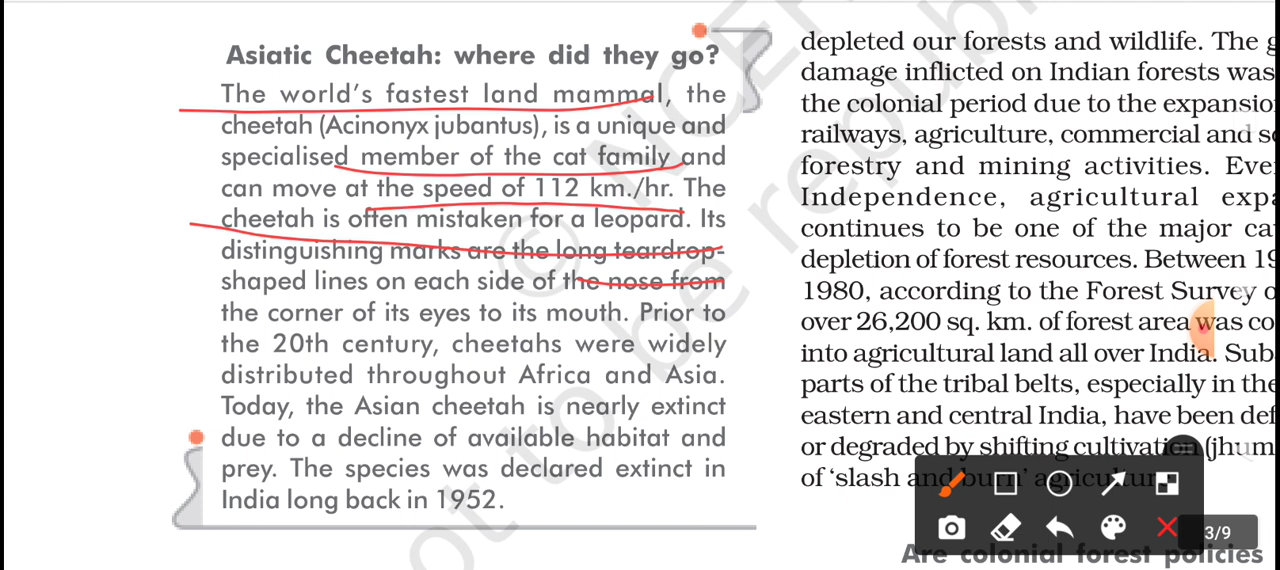 Asiatic Cheetah: where did they go?
The world's fastest land mammal, the
cheetah (Acinonyx jubantus), is a unique and
specialised member of the cat family and
can move at the speed of 112 km./hr. The
cheetah is often mistaken for a leopard. Its
distinguishing marks are the long teardrop-
shaped lines on each side of the nose from
the corner of its eyes to its mouth. Prior to
the 20th century, cheetahs were widely
distributed throughout Africa and Asia.
Today, the Asian cheetah is nearly extinct
due to a decline of available habitat and
prey. The species was declared extinct in
India long back in 1952.
depleted our forests and wildlife. The
damage inflicted on Indian forests was
the colonial period due to the
railways, agriculture, commercial and
forestry and mining activities.
Independence, agricultural
continues to be one of the major
depletion of forest resources. Between
1980, according to the Forest Survey
over 26,200 sq. km. of forest area was
into agricultural land all over India.
parts of the tribal belts, especially in the
eastern and central India, have been
or degraded by shifting cultivation (jhum
of 'slash and burn' agricultur
3/9
Are colonial forest policies
© NCER
not to be republi